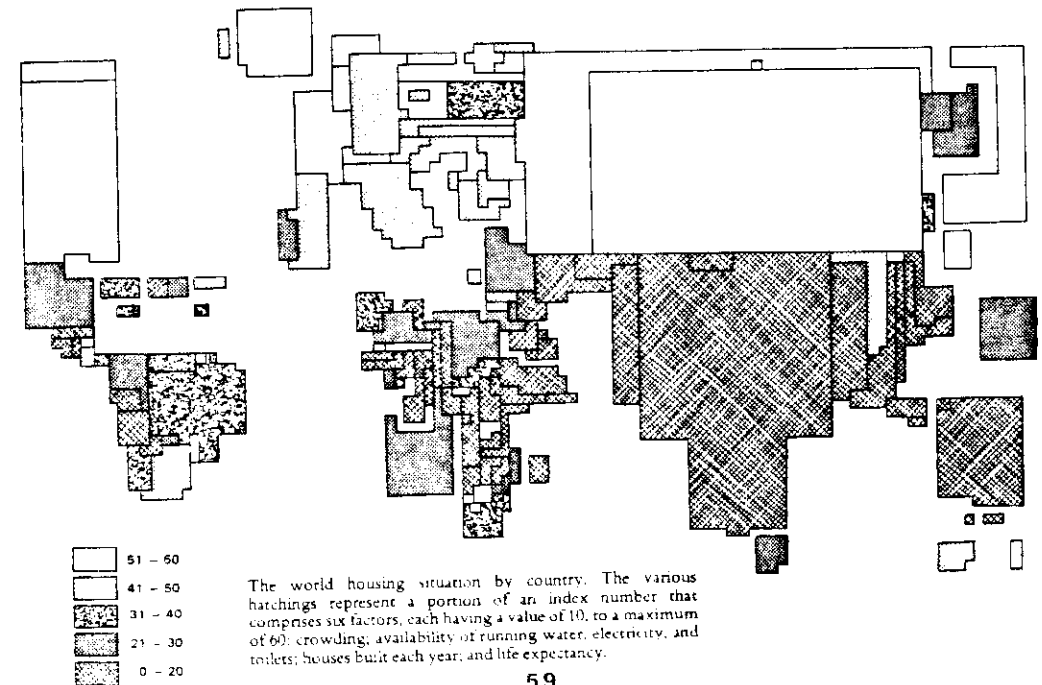 51 – 60
41 – 50
31 – 40
21 – 30
0 – 20
The world housing situation by country. The various
hatchings represent a portion of an index number that
comprises six factors, each having a value of 10, to a maximum
of 60: crowding; availability of running water, electricity, and
toilets; houses built each year; and life expectancy.
59